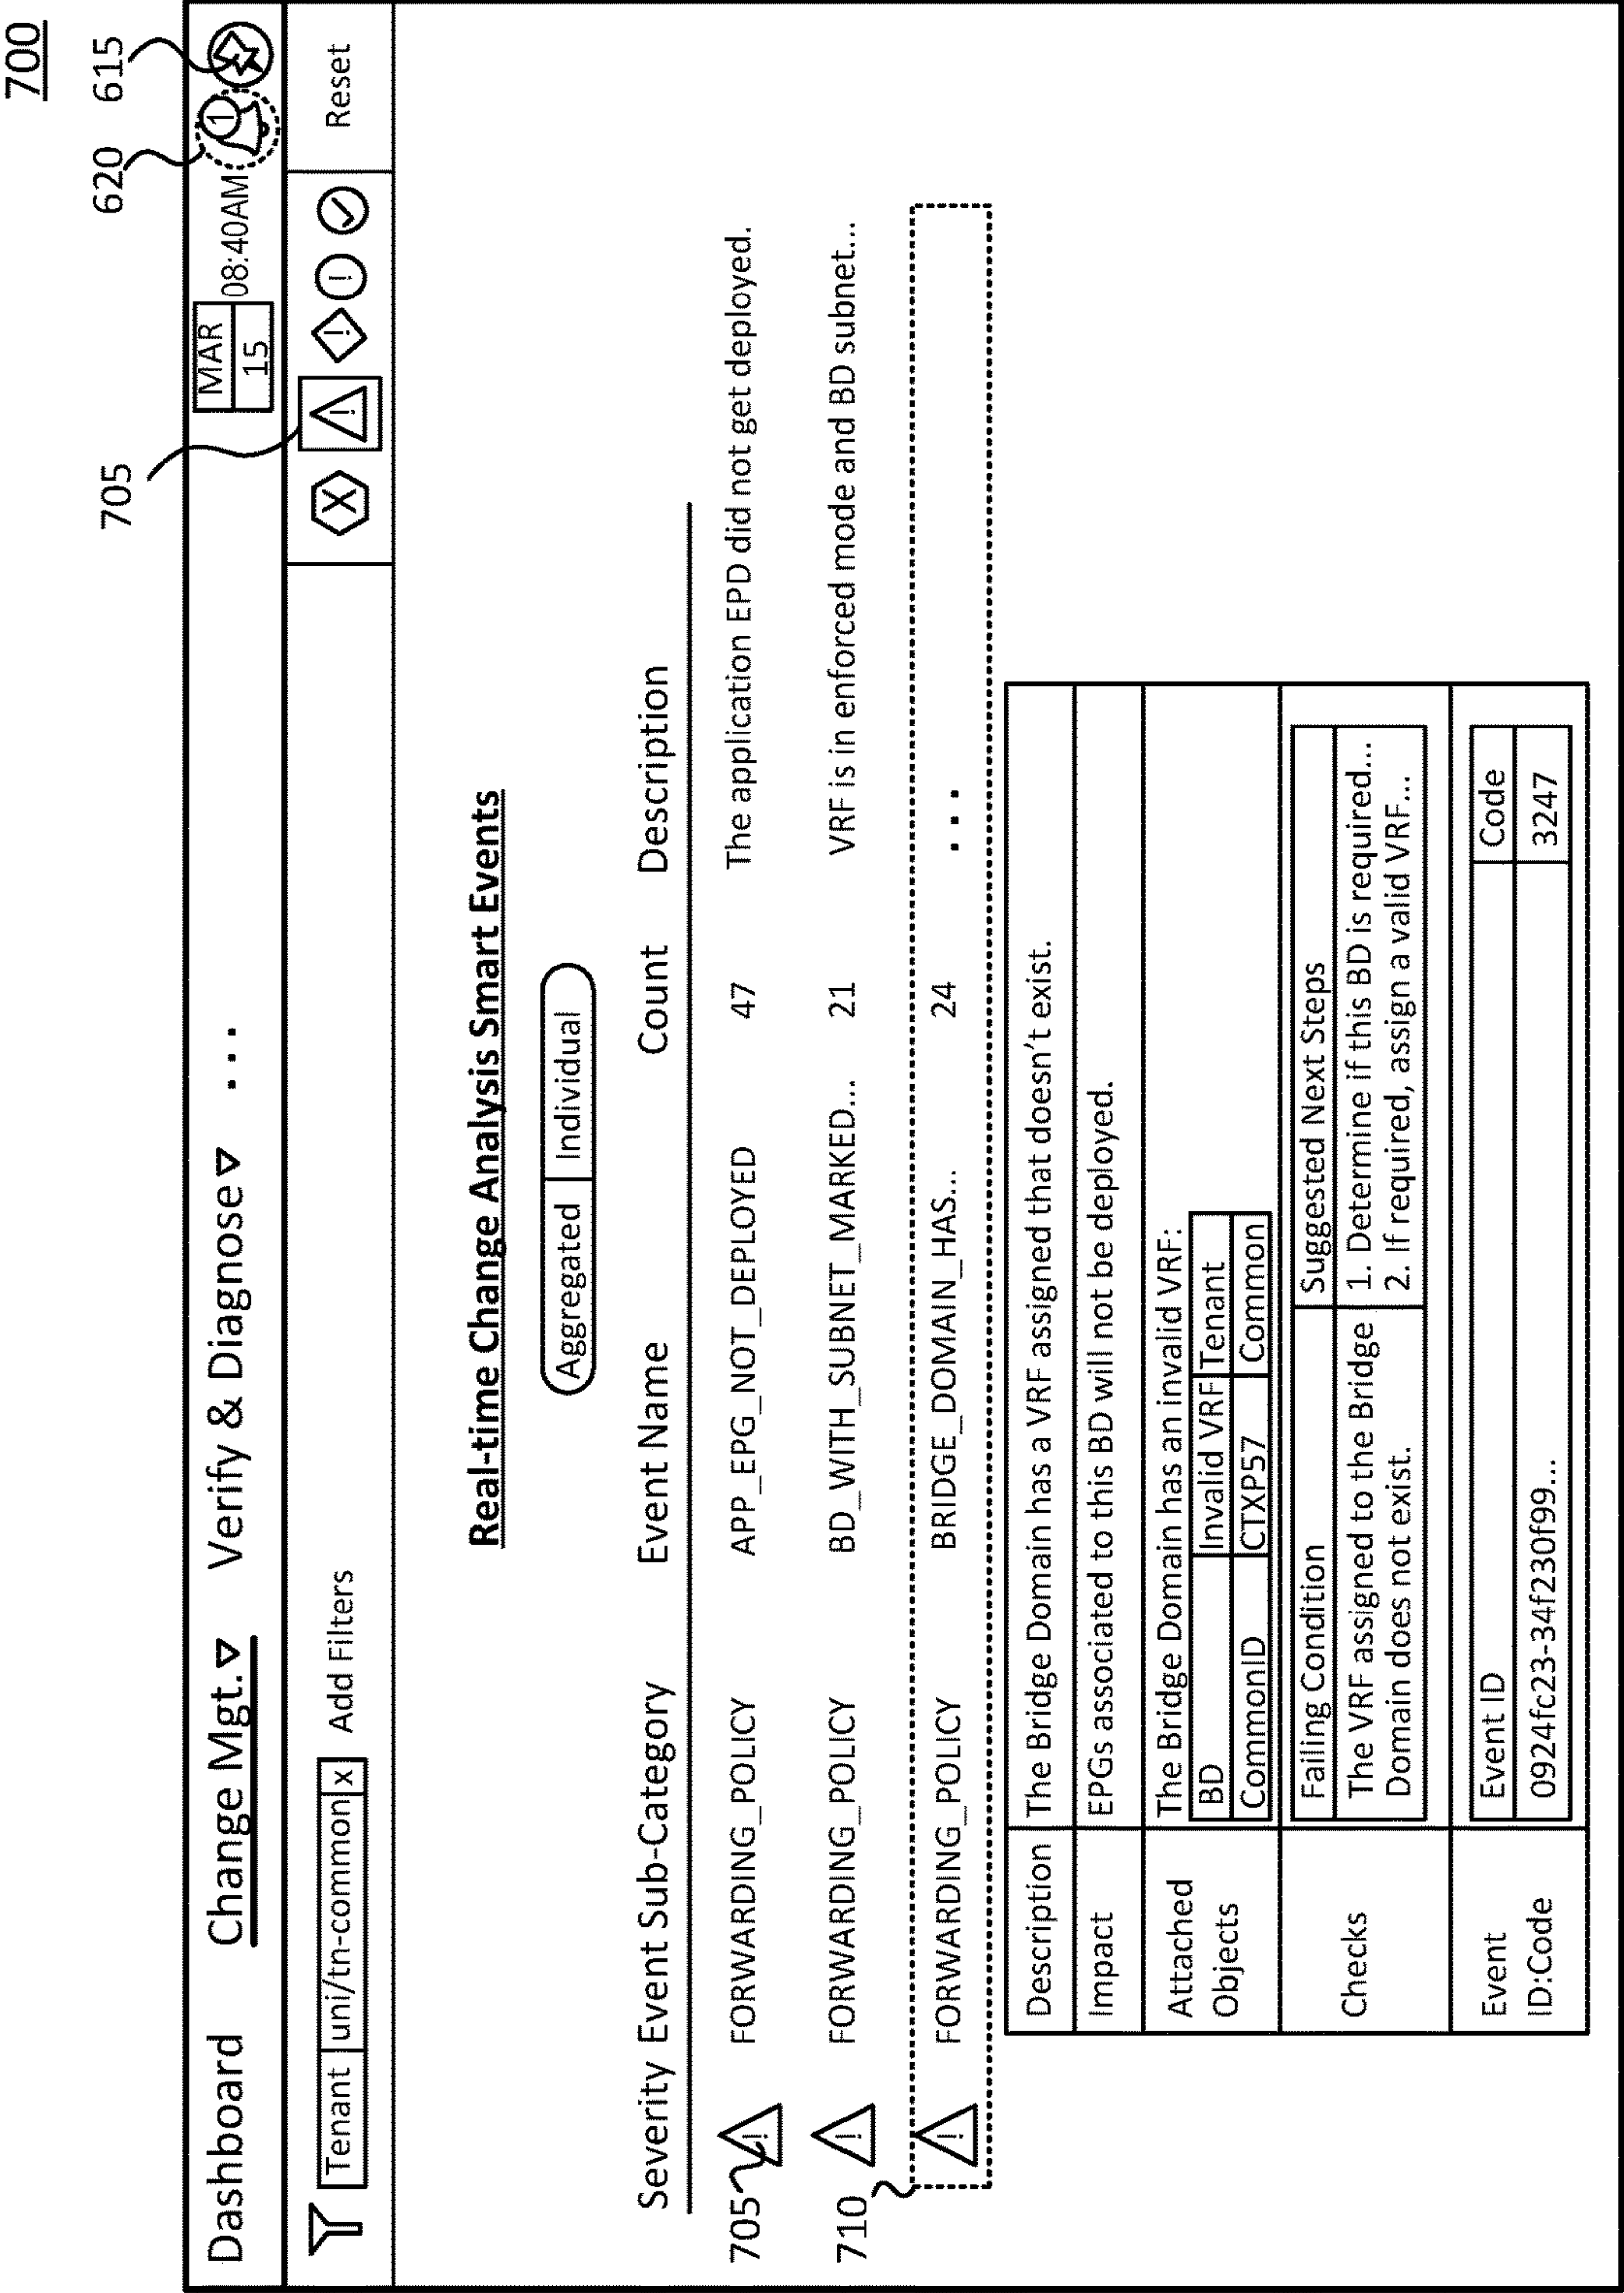 700
620 615
Dashboard Change Mgt. Verify & Diagnose ... MAR 15 08:40AM 1
705
Tenant uni/tn-common x Add Filters X ! ! ! Reset
Real-time Change Analysis Smart Events
Aggregated Individual
Severity Event Sub-Category Event Name Count Description
705 ! FORWARDING_POLICY APP_EPG_NOT_DEPLOYED 47 The application EPD did not get deployed.
! FORWARDING_POLICY BD_WITH_SUBNET_MARKED... 21 VRF is in enforced mode and BD subnet...
710
! FORWARDING_POLICY BRIDGE_DOMAIN_HAS... 24 ...
Description The Bridge Domain has a VRF assigned that doesn't exist.
Impact EPGs associated to this BD will not be deployed.
Attached Objects The Bridge Domain has an invalid VRF:
BD Invalid VRF Tenant
CommonID CTXP57 Common
Checks
Failing Condition Suggested Next Steps
The VRF assigned to the Bridge 1. Determine if this BD is required...
Domain does not exist. 2. If required, assign a valid VRF...
Event ID:Code
Event ID Code
0924fc23-34f230f99... 3247